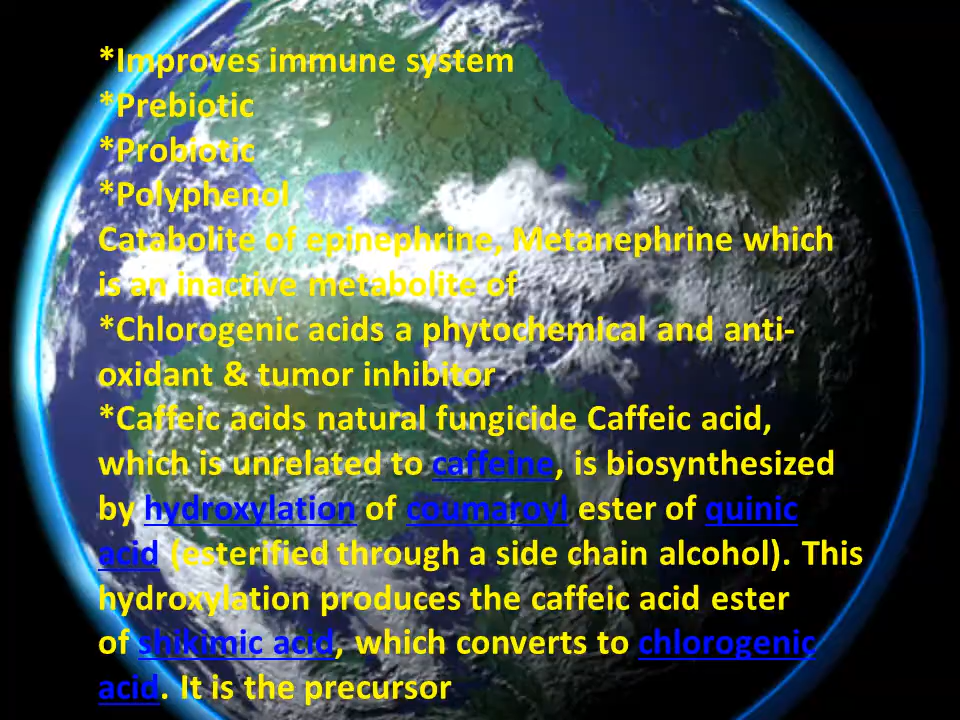 *Improves immune system
*Prebiotic
*Probiotic
*Polyphenol
Catabolite of epinephrine, Metanephrine which
is an inactive metabolite of
*Chlorogenic acids a phytochemical and anti-
oxidant & tumor inhibitor
*Caffeic acids natural fungicide Caffeic acid,
which is unrelated to caffeine, is biosynthesized
by hydroxylation of coumaroyl ester of quinic
acid (esterified through a side chain alcohol). This
hydroxylation produces the caffeic acid ester
of shikimic acid, which converts to chlorogenic
acid. It is the precursor